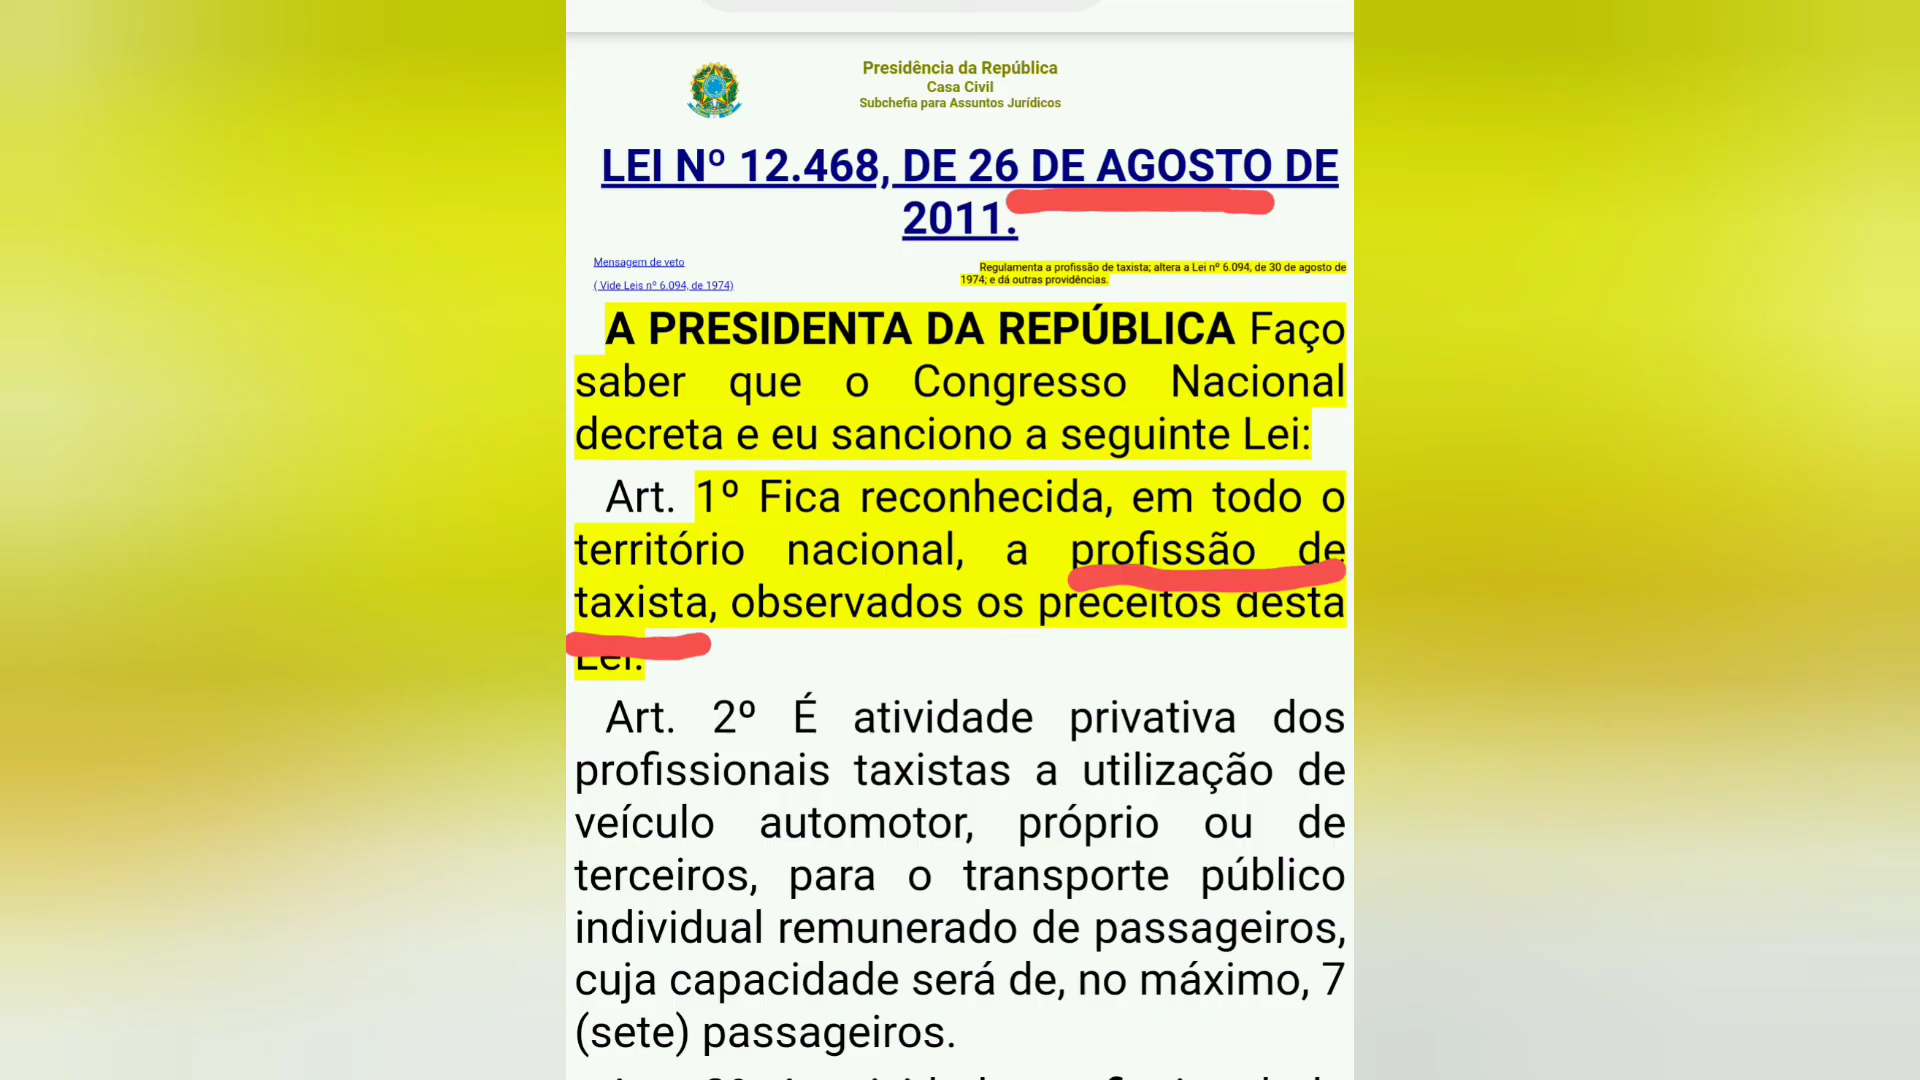 Presidência da República
Casa Civil
Subchefia para Assuntos Jurídicos
LEI Nº 12.468, DE 26 DE AGOSTO DE
2011.
Mensagem de veto
( Vide Leis nº 6.094, de 1974)
Regulamenta a profissão de taxista; altera a Lei nº 6.094, de 30 de agosto de
1974; e dá outras providências.
A PRESIDENTA DA REPÚBLICA Faço
saber que o Congresso Nacional
decreta e eu sanciono a seguinte Lei:
Art. 1º Fica reconhecida, em todo o
território nacional, a profissão de
taxista, observados os preceitos desta
Lei.
Art. 2º É atividade privativa dos
profissionais taxistas a utilização de
veículo automotor, próprio ou de
terceiros, para o transporte público
individual remunerado de passageiros,
cuja capacidade será de, no máximo, 7
(sete) passageiros.